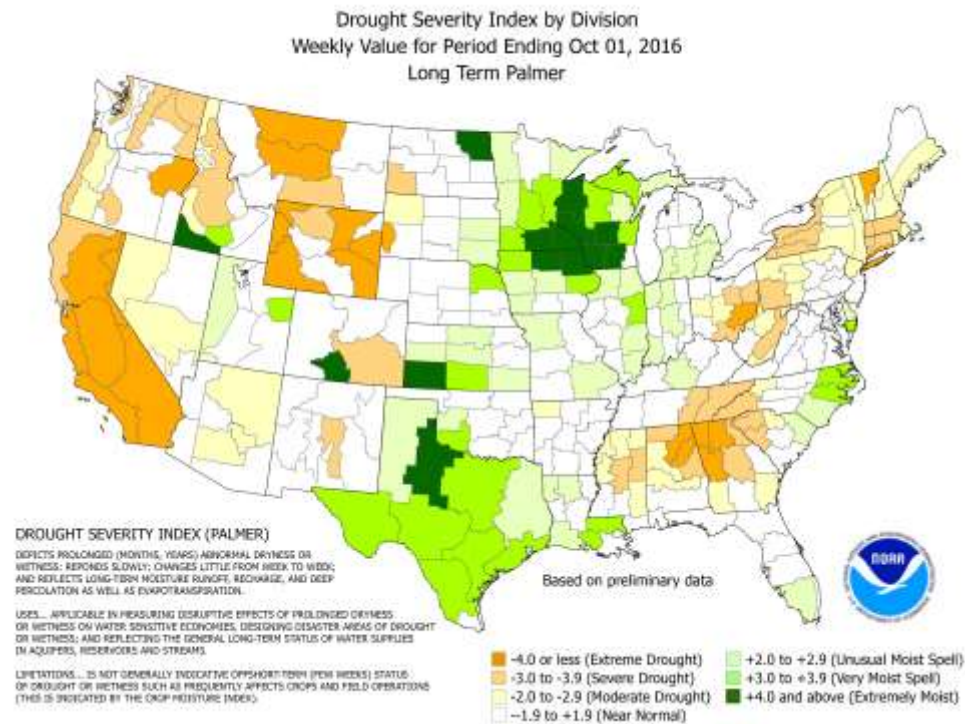 Drought Severity Index by Division
Weekly Value for Period Ending Oct 01, 2016
Long Term Palmer
DROUGHT SEVERITY INDEX (PALMER)
DEPICTS PROLONGED (MONTHS, YEARS) ABNORMAL DRYNESS OR
WETNESS; REPONDS SLOWLY; CHANGES LITTLE FROM WEEK TO WEEK;
AND REFLECTS LONG-TERM MOISTURE RUNOFF, RECHARGE, AND DEEP
PERCOLATION AS WELL AS EVAPOTRANSPIRATION.
USES... APPLICABLE IN MEASURING DISRUPTIVE EFFECTS OF PROLONGED DRYNESS
OR WETNESS ON WATER SENSITIVE ECONOMIES, DESIGNING DISASTER AREAS OF DROUGHT
OR WETNESS; AND REFLECTING THE GENERAL LONG-TERM STATUS OF WATER SUPPLIES
IN AQUIFERS, RESERVOIRS AND STREAMS.
LIMITATIONS... IS NOT GENERALLY INDICATIVE OFPSHORT-TERM (FEW WEEKS) STATUS
OF DROUGHT OR WETNESS SUCH AS FREQUENTLY AFFECTS CROPS AND FIELD OPERATIONS
(THIS IS INDICATED BY THE CROP MOISTURE INDEX).
Based on preliminary data
NOAA
-4.0 or less (Extreme Drought)
-3.0 to -3.9 (Severe Drought)
-2.0 to -2.9 (Moderate Drought)
--1.9 to +1.9 (Near Normal)
+2.0 to +2.9 (Unusual Moist Spell)
+3.0 to +3.9 (Very Moist Spell)
+4.0 and above (Extremely Moist)